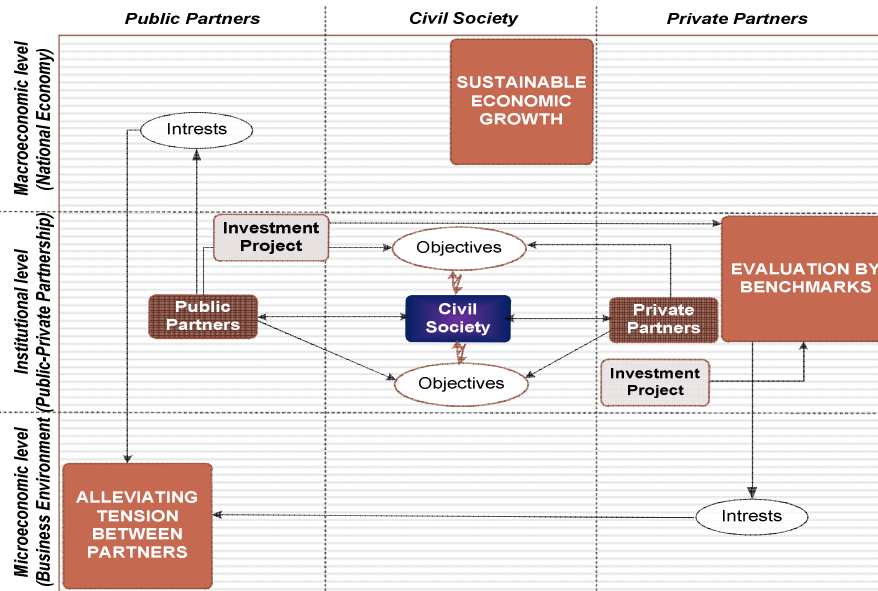 Public Partners
Civil Society
Private Partners
Macroeconomic level
(National Economy)
SUSTAINABLE
ECONOMIC
GROWTH
Intrests
Institutional level
(Public-Private Partnership)
Investment
Project
Objectives
EVALUATION BY
BENCHMARKS
Public
Partners
Civil
Society
Private
Partners
Investment
Project
Objectives
Microeconomic level
(Business Environment
ALLEVIATING
TENSION
BETWEEN
PARTNERS
Intrests